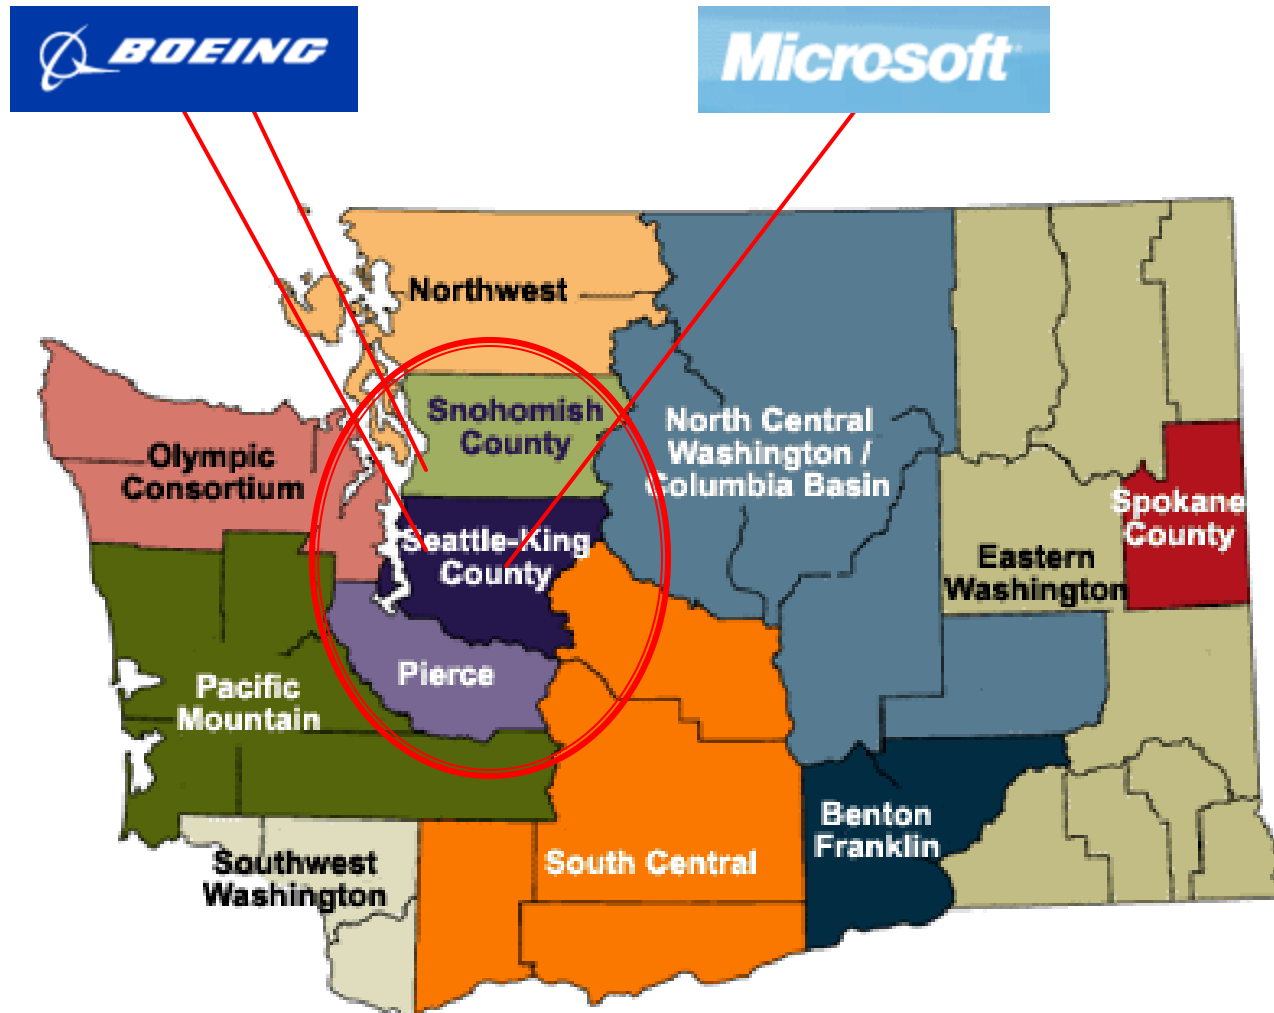 BOEING
Microsoft
Northwest
Snohomish
County
North Central
Washington /
Columbia Basin
Olympic
Consortium
Spokane
County
Seattle-King
County
Eastern
Washington
Pierce
Pacific
Mountain
Benton
Franklin
Southwest
Washington
South Central